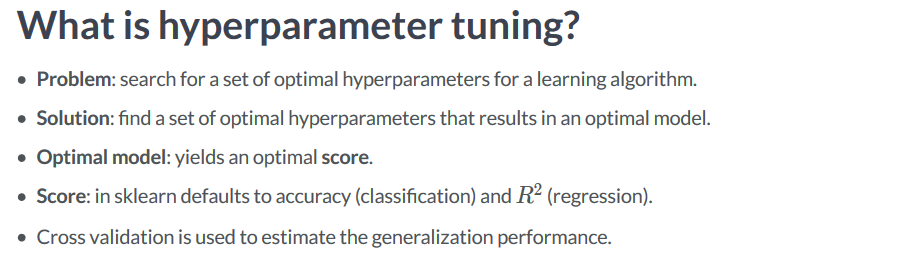 What is hyperparameter tuning?
• Problem: search for a set of optimal hyperparameters for a learning algorithm.
• Solution: find a set of optimal hyperparameters that results in an optimal model.
• Optimal model: yields an optimal score.
• Score: in sklearn defaults to accuracy (classification) and R² (regression).
• Cross validation is used to estimate the generalization performance.